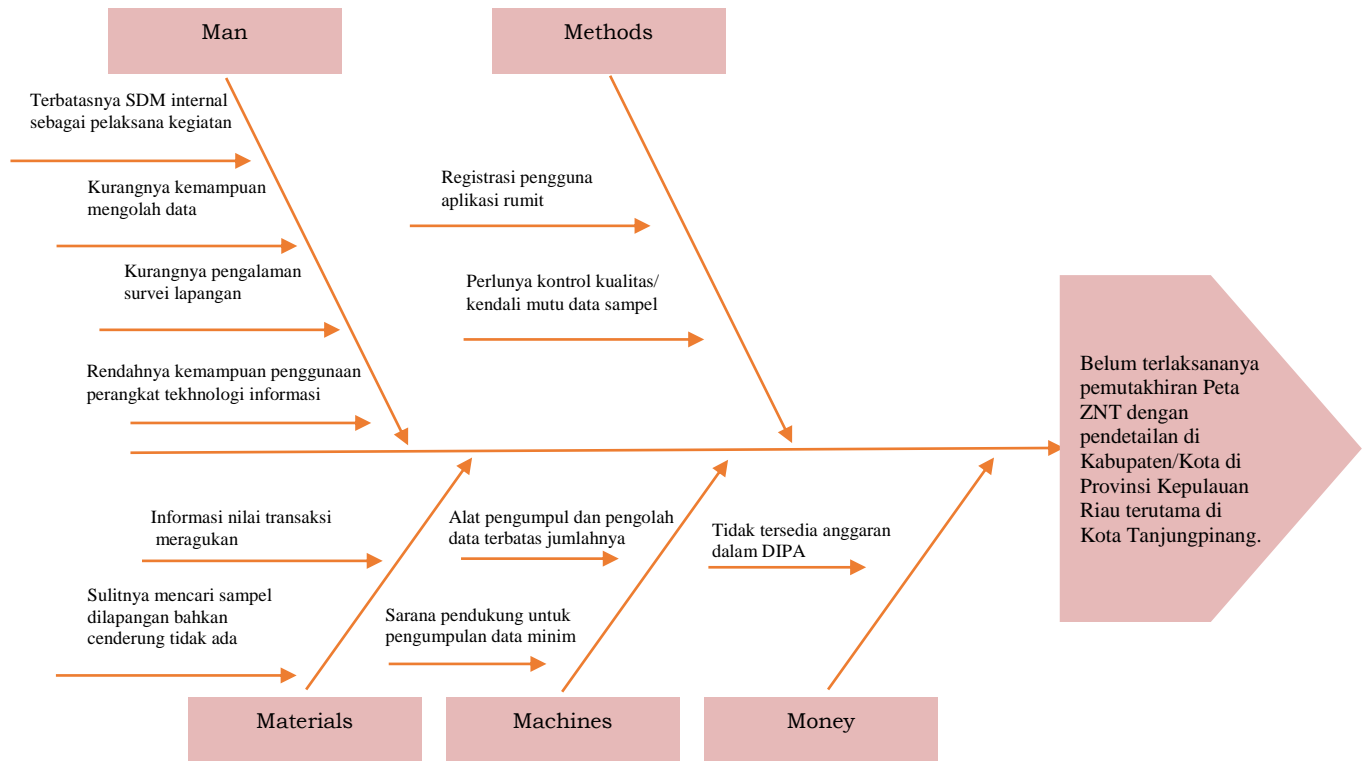 Man
Methods
Terbatasnya SDM internal
sebagai pelaksana kegiatan
Kurangnya kemampuan
mengolah data
Kurangnya pengalaman
survei lapangan
Rendahnya kemampuan penggunaan
perangkat tekhnologi informasi
Registrasi pengguna
aplikasi rumit
Perlunya kontrol kualitas/
kendali mutu data sampel
Belum terlaksananya
pemutakhiran Peta
ZNT dengan
pendetailan di
Kabupaten/Kota di
Provinsi Kepulauan
Riau terutama di
Kota Tanjungpinang.
Informasi nilai transaksi
meragukan
Sulitnya mencari sampel
dilapangan bahkan
cenderung tidak ada
Alat pengumpul dan pengolah
data terbatas jumlahnya
Sarana pendukung untuk
pengumpulan data minim
Tidak tersedia anggaran
dalam DIPA
Materials
Machines
Money